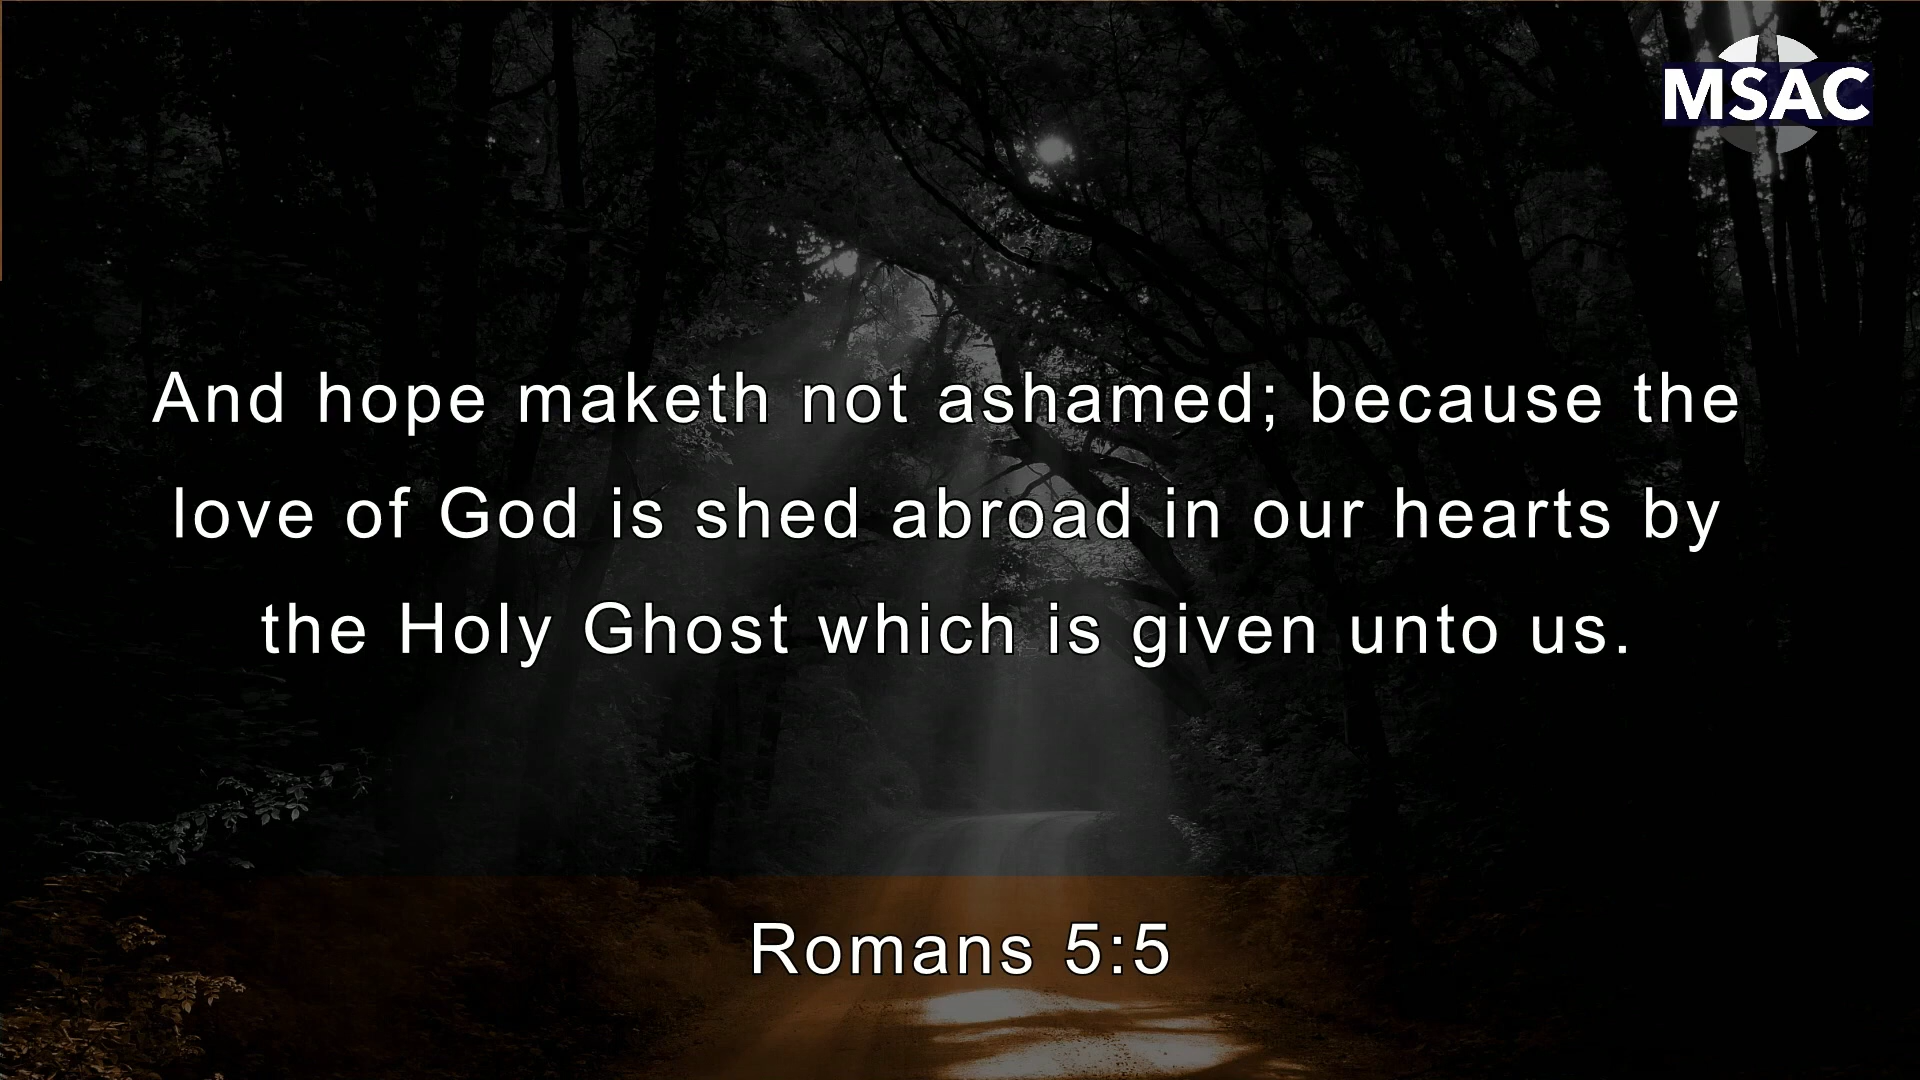 MSAC
And hope maketh not ashamed; because the
love of God is shed abroad in our hearts by
the Holy Ghost which is given unto us.
Romans 5:5